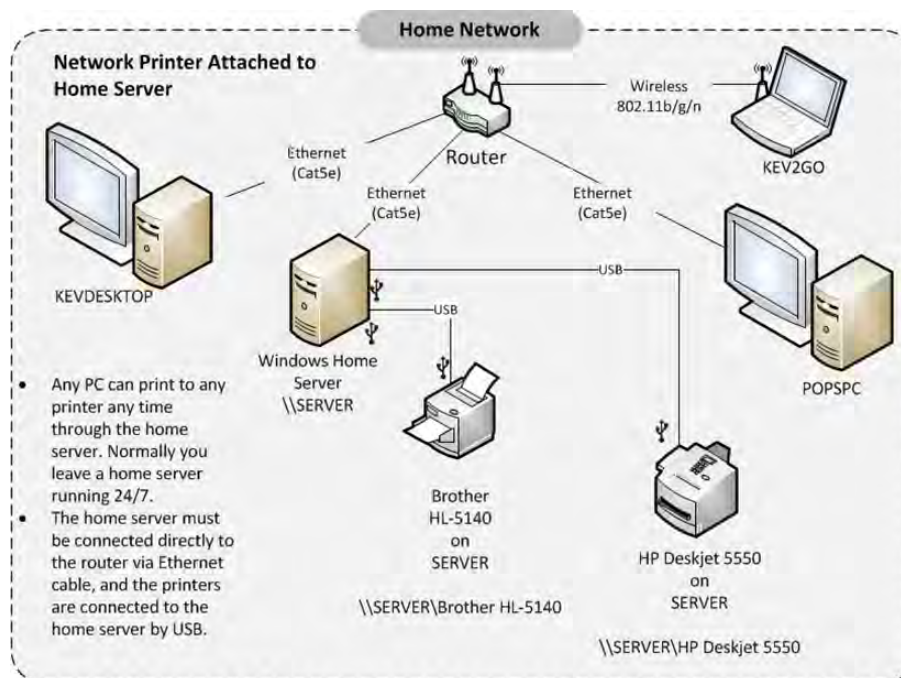 Home Network
Network Printer Attached to
Home Server
Wireless
802.11b/g/n
Router
KEV2GO
Ethernet
(Cat5e)
Ethernet
(Cat5e)
Ethernet
(Cat5e)
KEVDESKTOP
USB
USB
Windows Home
Server
\\SERVER
POPSPC
• Any PC can print to any
printer any time
through the home
server. Normally you
leave a home server
running 24/7.
• The home server must
be connected directly to
the router via Ethernet
cable, and the printers
are connected to the
home server by USB.
Brother
HL-5140
on
SERVER
\\SERVER\Brother HL-5140
HP Deskjet 5550
on
SERVER
\\SERVER\HP Deskjet 5550